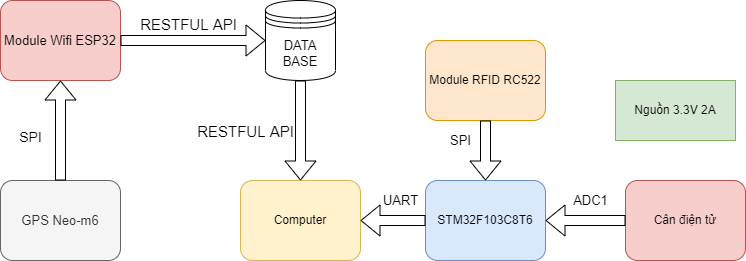 RESTFUL API
Module Wifi ESP32
DATA
BASE
Module RFID RC522
Nguồn 3.3V 2A
SPI
RESTFUL API
SPI
UART
ADC1
GPS Neo-m6
Computer
STM32F103C8T6
Cân điện tử